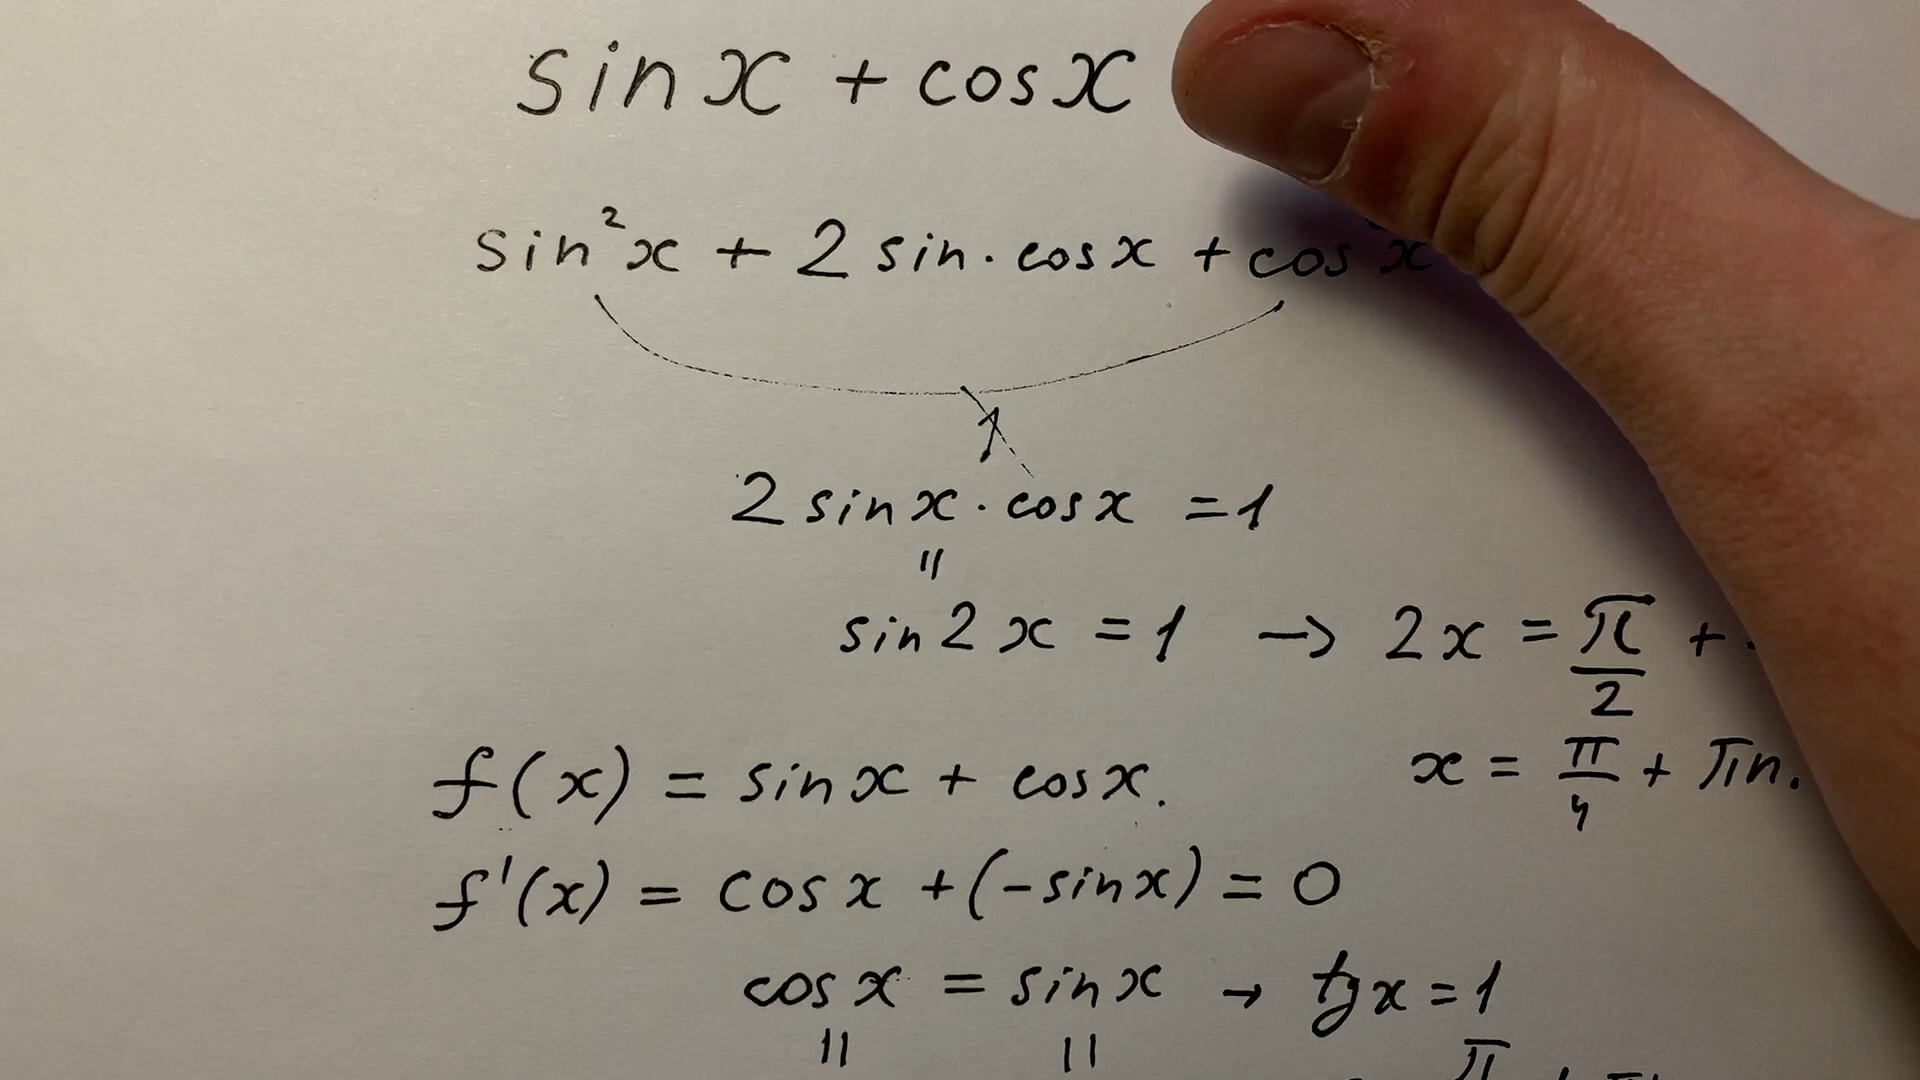 sin x + cos x
sin²x + 2 sin · cos x + cos²x
1
2 sin x · cos x = 1
=
sin 2x = 1 → 2x = π/2 +
x = π/4 + πn.
f(x) = sin x + cos x.
f'(x) = cos x + (-sin x) = 0
cos x = sin x → tg x = 1
= =
π